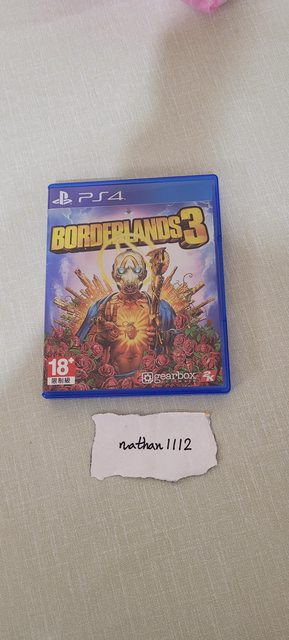 PS4
BORDERLANDS 3
18+
限制級
gearbox
2K
nathan1112